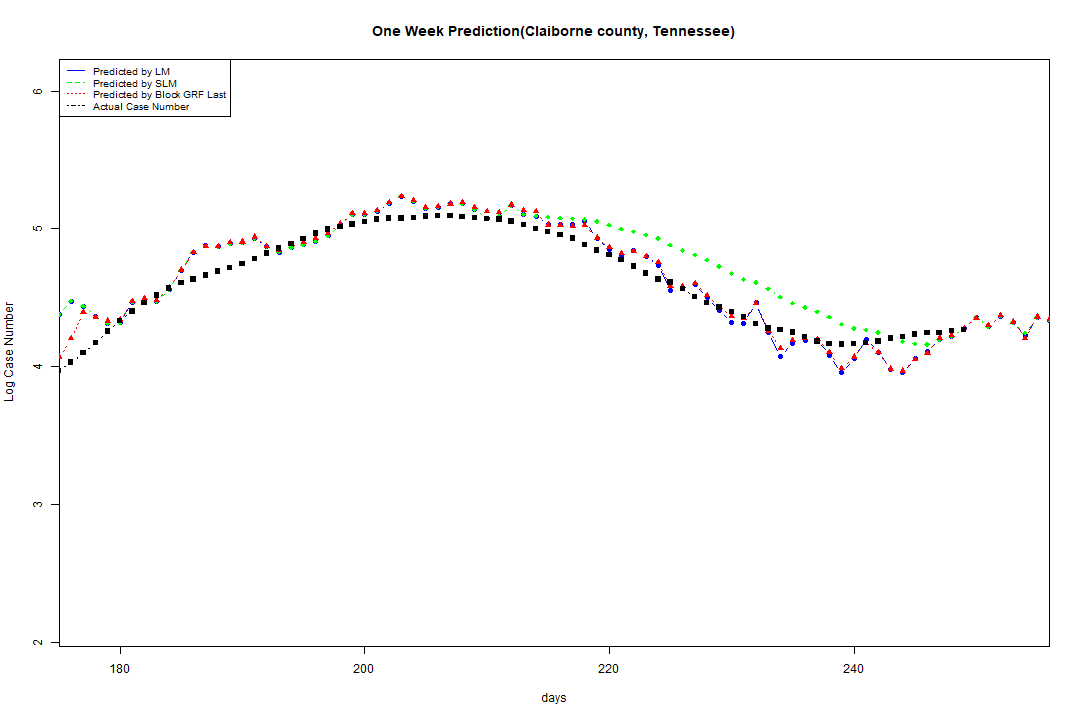 One Week Prediction(Claiborne county, Tennessee)
Predicted by LM
Predicted by SLM
Predicted by Block GRF Last
Actual Case Number
6
5
4
3
2
Log Case Number
180 200 220 240
days